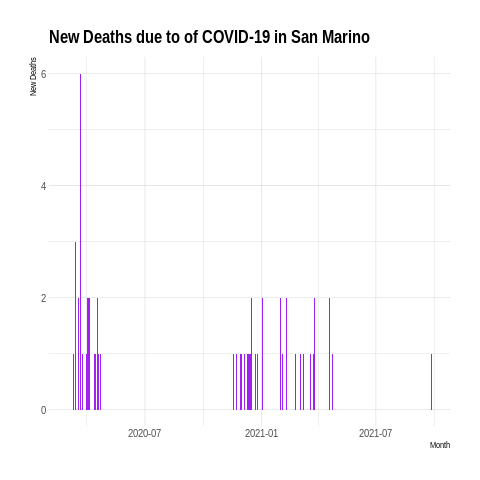 New Deaths due to of COVID-19 in San Marino
New Deaths
6
4
2
0
2020-07
2021-01
2021-07
Month